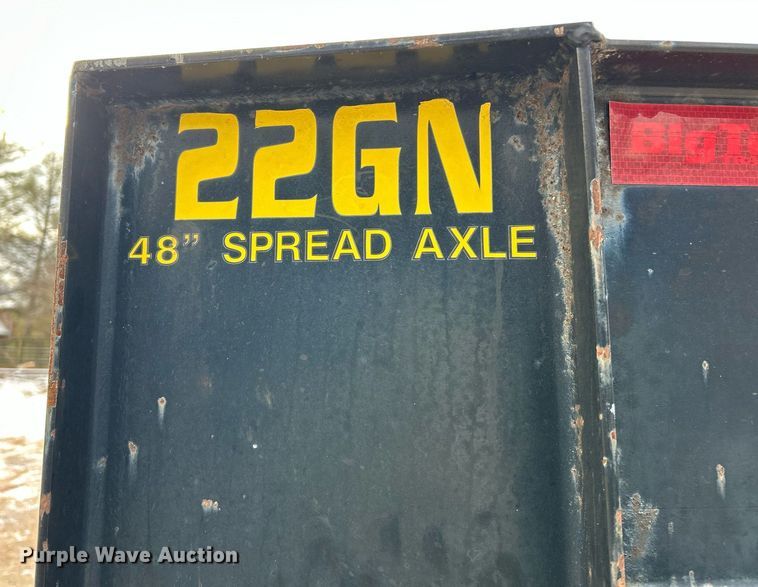 22GN
48” SPREAD AXLE
Purple Wave Auction